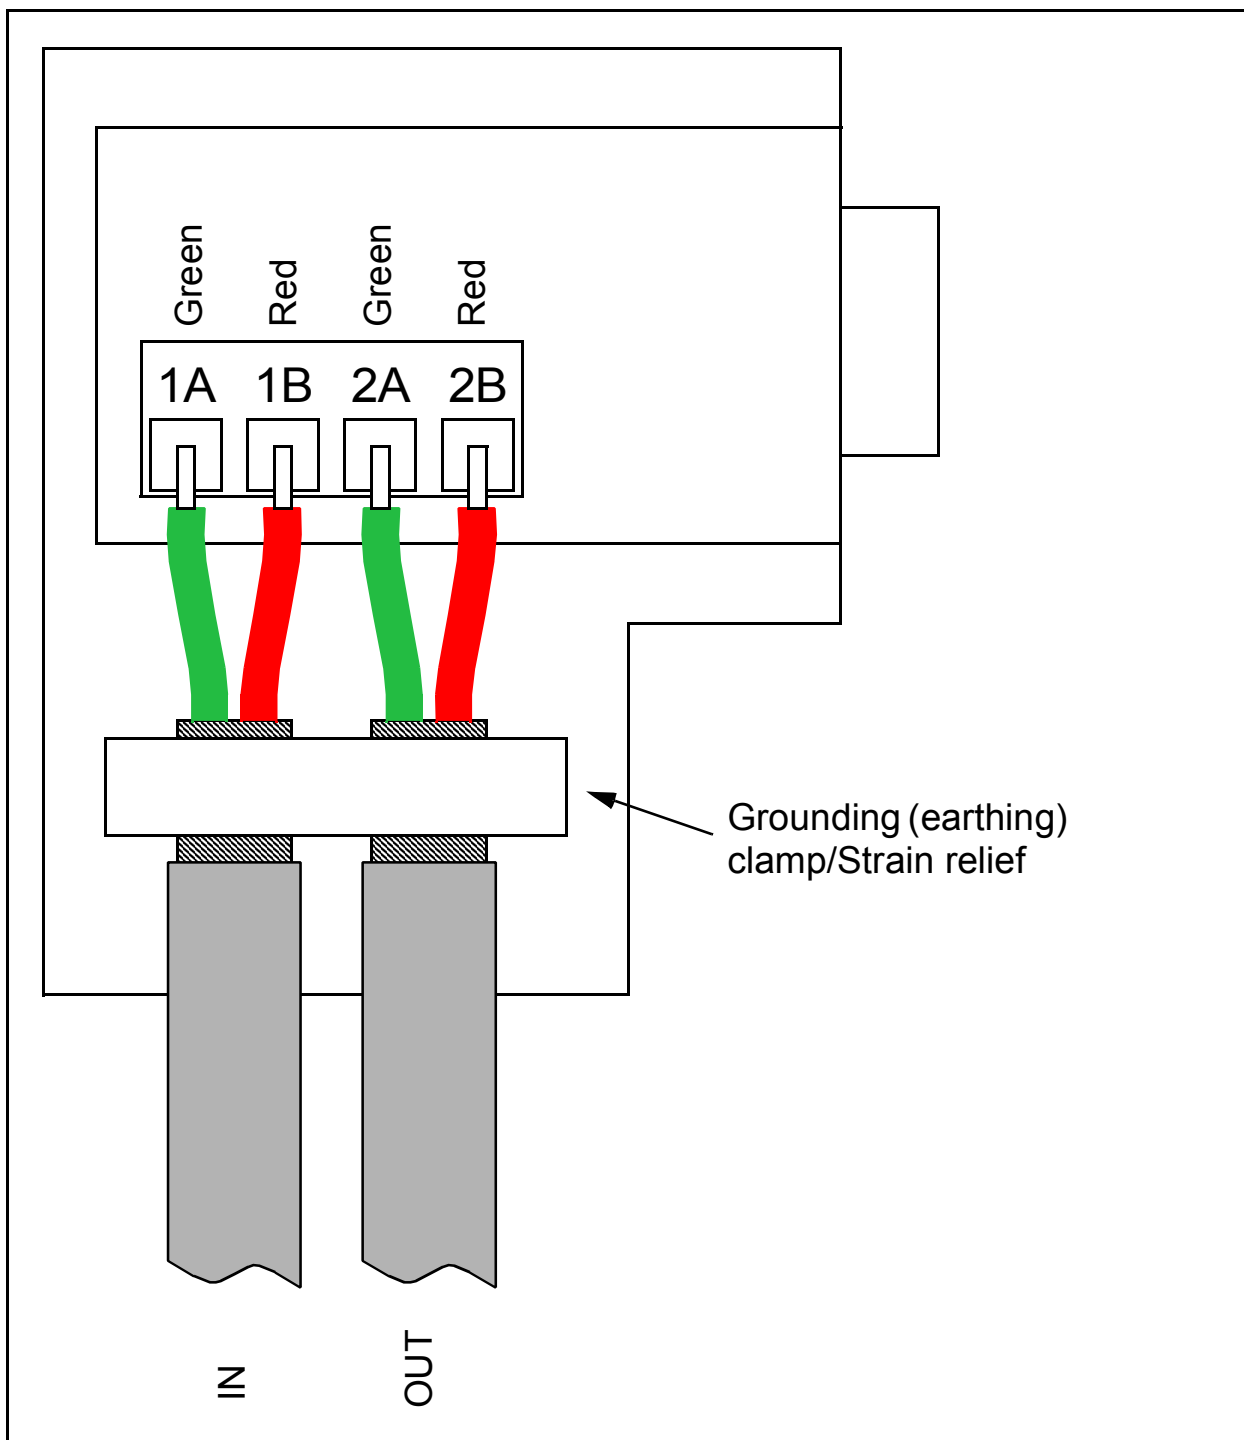 Green Red Green Red
1A 1B 2A 2B
Grounding (earthing)
clamp/Strain relief
IN OUT